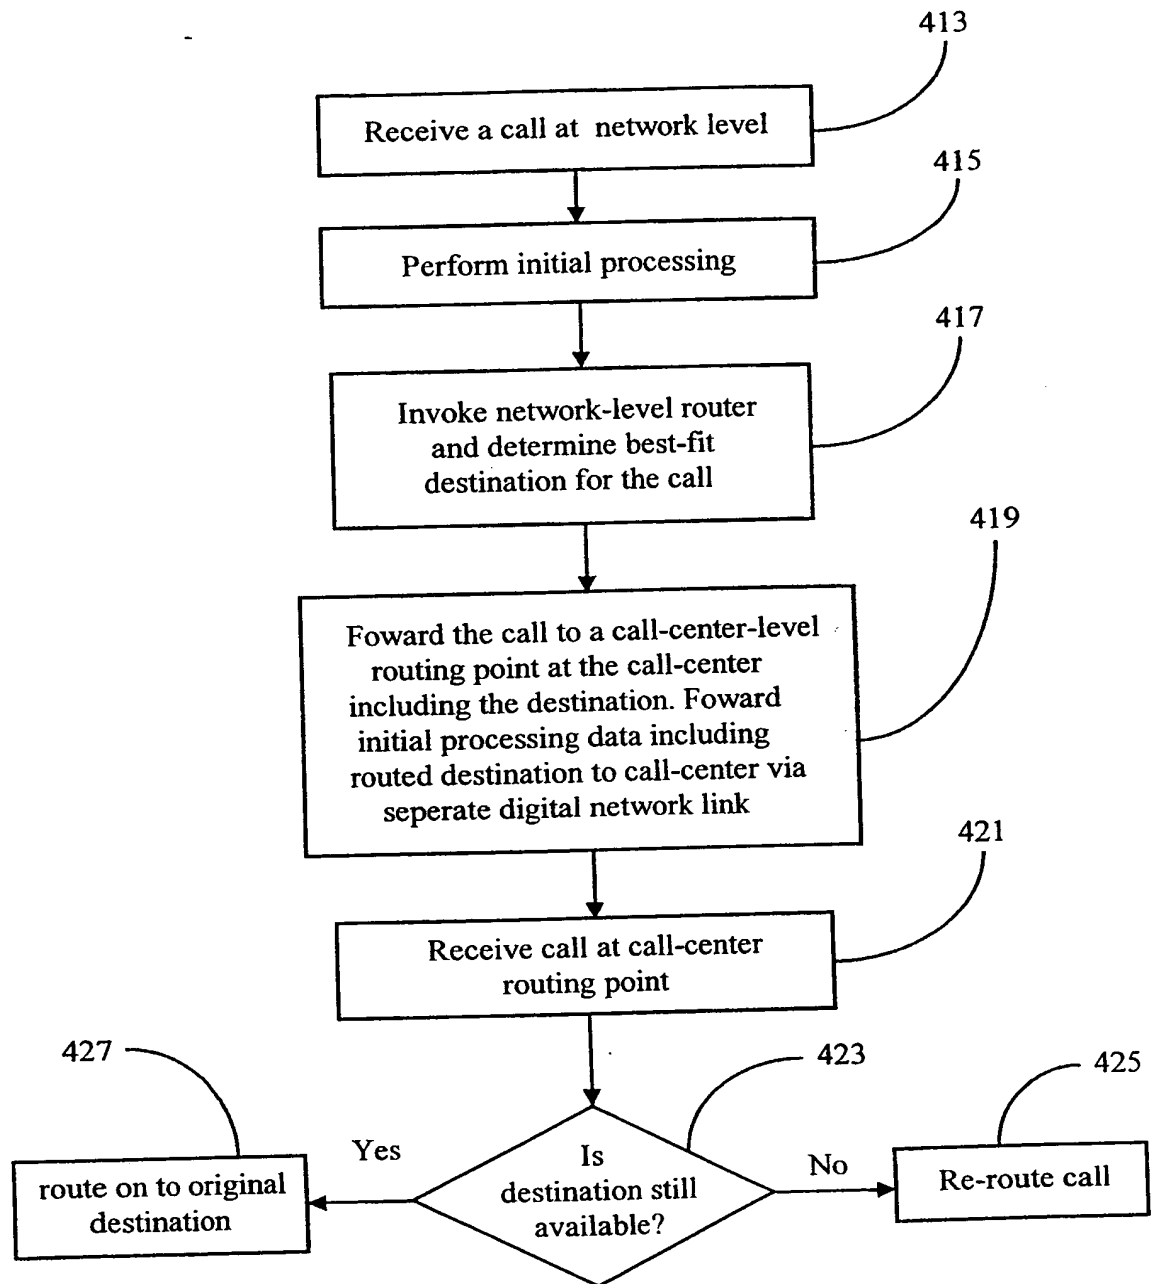 413
Receive a call at network level
415
Perform initial processing
417
Invoke network-level router
and determine best-fit
destination for the call
419
Foward the call to a call-center-level
routing point at the call-center
including the destination. Foward
initial processing data including
routed destination to call-center via
seperate digital network link
421
Receive call at call-center
routing point
427
423
425
Yes
Is
destination still
available?
No
route on to original
destination
Re-route call